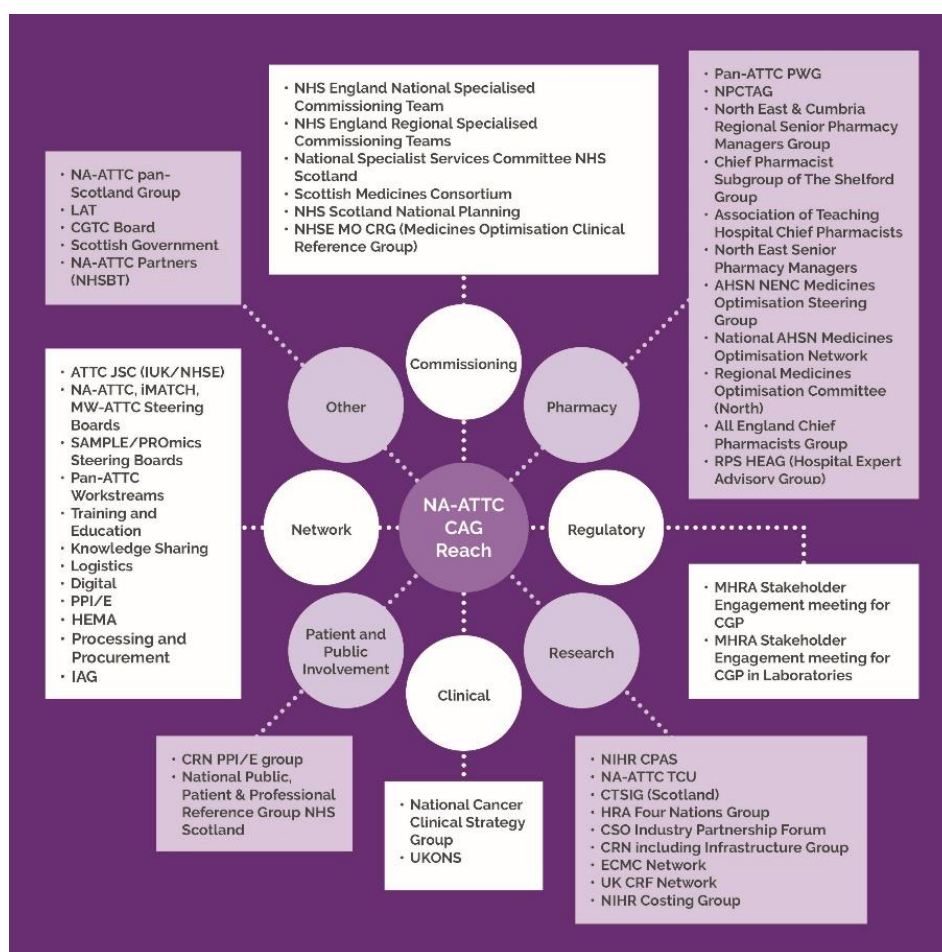 • NHS England National Specialised
Commissioning Team
• NHS England Regional Specialised
Commissioning Teams
• National Specialist Services Committee NHS
Scotland
• Scottish Medicines Consortium
• NHS Scotland National Planning
• NHSE MO CRG (Medicines Optimisation Clinical
Reference Group)
• Pan-ATTC PWG
• NPCTAG
• North East & Cumbria
Regional Senior Pharmacy
Managers Group
• Chief Pharmacist
Subgroup of The Shelford
Group
• Association of Teaching
Hospital Chief Pharmacists
• North East Senior
Pharmacy Managers
• AHSN NENC Medicines
Optimisation Steering
Group
• National AHSN Medicines
Optimisation Network
• Regional Medicines
Optimisation Committee
(North)
• All England Chief
Pharmacists Group
• RPS HEAG (Hospital Expert
Advisory Group)
• NA-ATTC pan-
Scotland Group
• LAT
• CGTC Board
• Scottish Government
• NA-ATTC Partners
(NHSBT)
Commissioning
Other
Pharmacy
• ATTC JSC (IUK/NHSE)
• NA-ATTC, iMATCH,
MW-ATTC Steering
Boards
• SAMPLE/PROmics
Steering Boards
• Pan-ATTC
Workstreams
• Training and
Education
• Knowledge Sharing
• Logistics
• Digital
• PPI/E
• HEMA
• Processing and
Procurement
• IAG
Network
NA-ATTC
CAG
Reach
Regulatory
• MHRA Stakeholder
Engagement meeting for
CGP
• MHRA Stakeholder
Engagement meeting for
CGP in Laboratories
Patient and
Public
Involvement
Clinical
Research
• CRN PPI/E group
• National Public,
Patient & Professional
Reference Group NHS
Scotland
• National Cancer
Clinical Strategy
Group
• UKONS
• NIHR CPAS
• NA-ATTC TCU
• CTSIG (Scotland)
• HRA Four Nations Group
• CSO Industry Partnership Forum
• CRN including Infrastructure Group
• ECMC Network
• UK CRF Network
• NIHR Costing Group